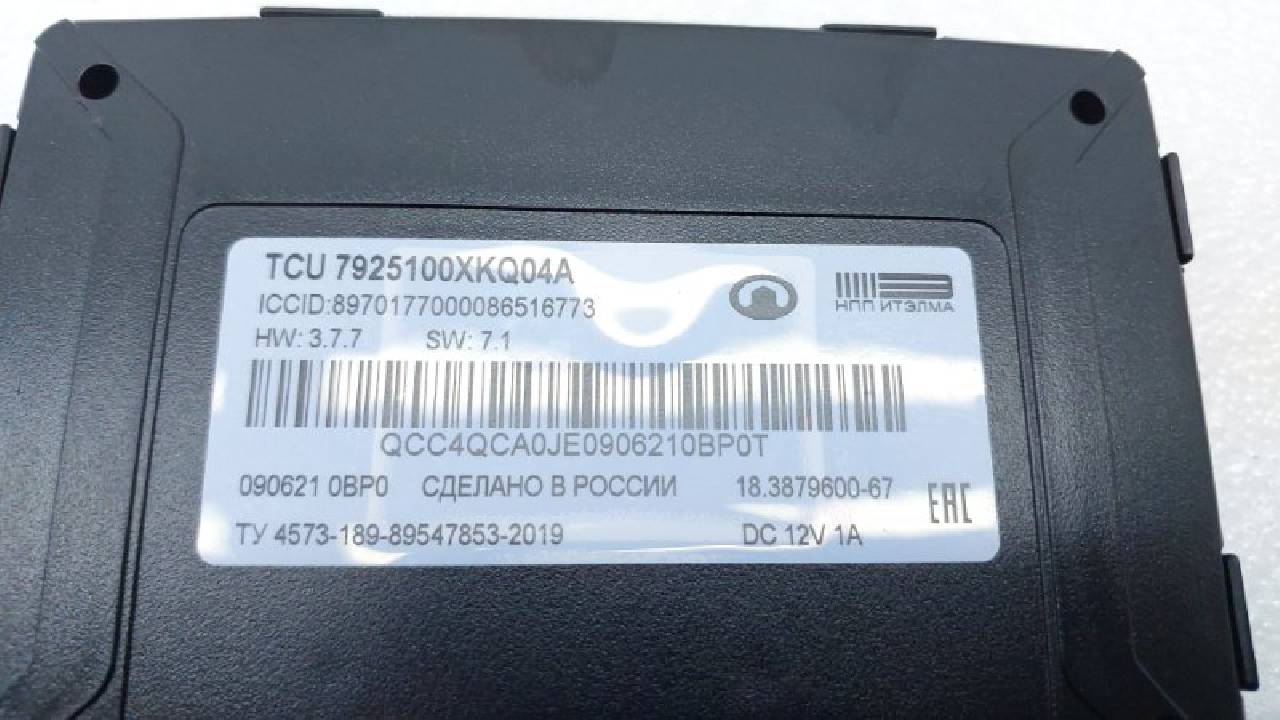 TCU 7925100XKQ04A
ICCID:8970177000086516773
НПП ИТЭЛМА
HW: 3.7.7 SW: 7.1
QCC4QCA0JE0906210BP0T
090621 0BP0 СДЕЛАНО В РОССИИ 18.3879600-67
EAC
ТУ 4573-189-89547853-2019 DC 12V 1A